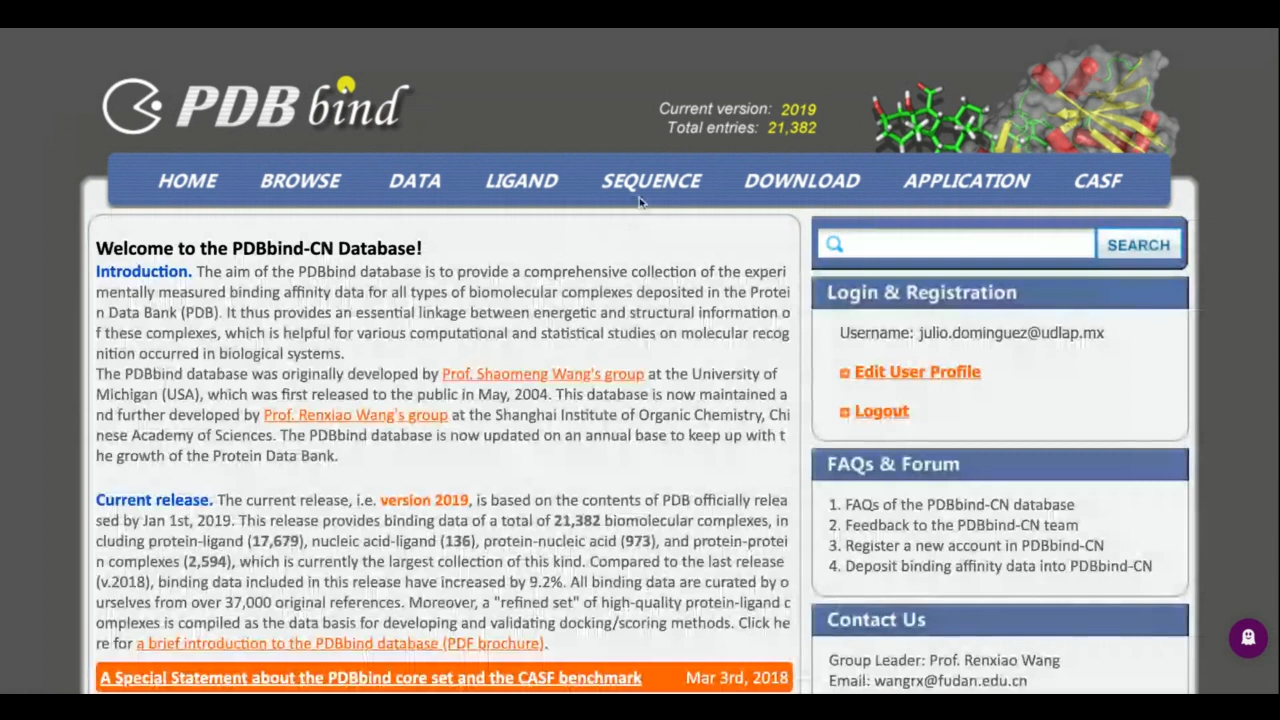 PDB bind
Current version: 2019
Total entries: 21,382
HOME BROWSE DATA LIGAND SEQUENCE DOWNLOAD APPLICATION CASF
Welcome to the PDBbind-CN Database!
Introduction. The aim of the PDBbind database is to provide a comprehensive collection of the experi
mentally measured binding affinity data for all types of biomolecular complexes deposited in the Protei
n Data Bank (PDB). It thus provides an essential linkage between energetic and structural information o
f these complexes, which is helpful for various computational and statistical studies on molecular recog
nition occurred in biological systems.
The PDBbind database was originally developed by Prof. Shaomeng Wang's group at the University of
Michigan (USA), which was first released to the public in May, 2004. This database is now maintained a
nd further developed by Prof. Renxiao Wang's group at the Shanghai Institute of Organic Chemistry, Chi
nese Academy of Sciences. The PDBbind database is now updated on an annual base to keep up with t
he growth of the Protein Data Bank.
Current release. The current release, i.e. version 2019, is based on the contents of PDB officially relea
sed by Jan 1st, 2019. This release provides binding data of a total of 21,382 biomolecular complexes, in
cluding protein-ligand (17,679), nucleic acid-ligand (136), protein-nucleic acid (973), and protein-protei
n complexes (2,594), which is currently the largest collection of this kind. Compared to the last release
(v.2018), binding data included in this release have increased by 9.2%. All binding data are curated by o
urselves from over 37,000 original references. Moreover, a "refined set" of high-quality protein-ligand c
omplexes is compiled as the data basis for developing and validating docking/scoring methods. Click he
re for a brief introduction to the PDBbind database (PDF brochure).
A Special Statement about the PDBbind core set and the CASF benchmark Mar 3rd, 2018
SEARCH
Login & Registration
Username: julio.dominguez@udlap.mx
Edit User Profile
Logout
FAQs & Forum
1. FAQs of the PDBbind-CN database
2. Feedback to the PDBbind-CN team
3. Register a new account in PDBbind-CN
4. Deposit binding affinity data into PDBbind-CN
Contact Us
Group Leader: Prof. Renxiao Wang
Email: wangrx@fudan.edu.cn